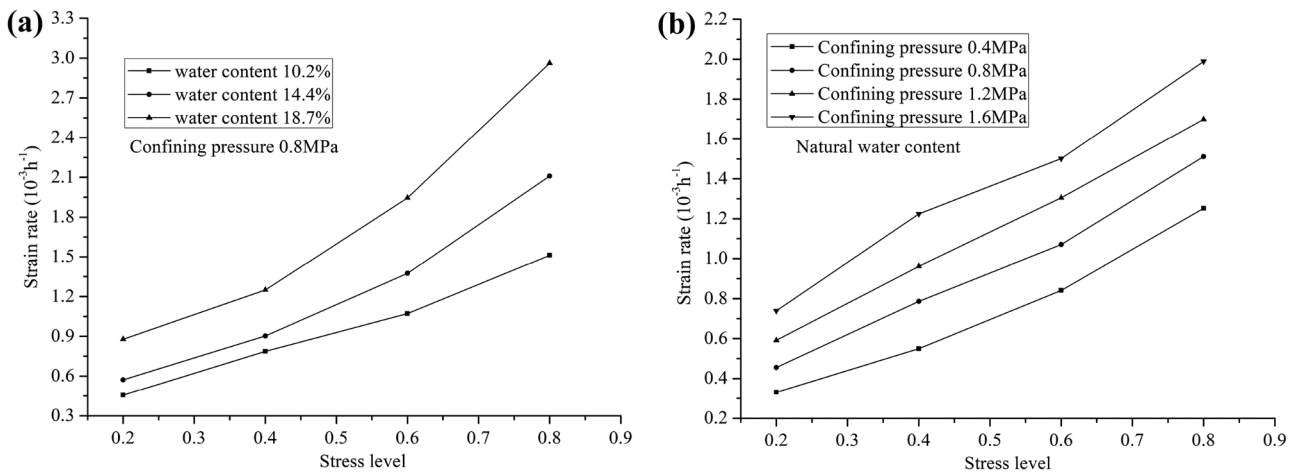 (a)
3.3
3.0
2.7
2.4
2.1
1.8
1.5
1.2
0.9
0.6
0.3
Strain rate (10⁻³h⁻¹)
water content 10.2%
water content 14.4%
water content 18.7%
Confining pressure 0.8MPa
0.2 0.3 0.4 0.5 0.6 0.7 0.8 0.9
Stress level
(b)
2.2
2.0
1.8
1.6
1.4
1.2
1.0
0.8
0.6
0.4
0.2
Strain rate (10⁻³h⁻¹)
Confining pressure 0.4MPa
Confining pressure 0.8MPa
Confining pressure 1.2MPa
Confining pressure 1.6MPa
Natural water content
0.2 0.3 0.4 0.5 0.6 0.7 0.8 0.9
Stress level